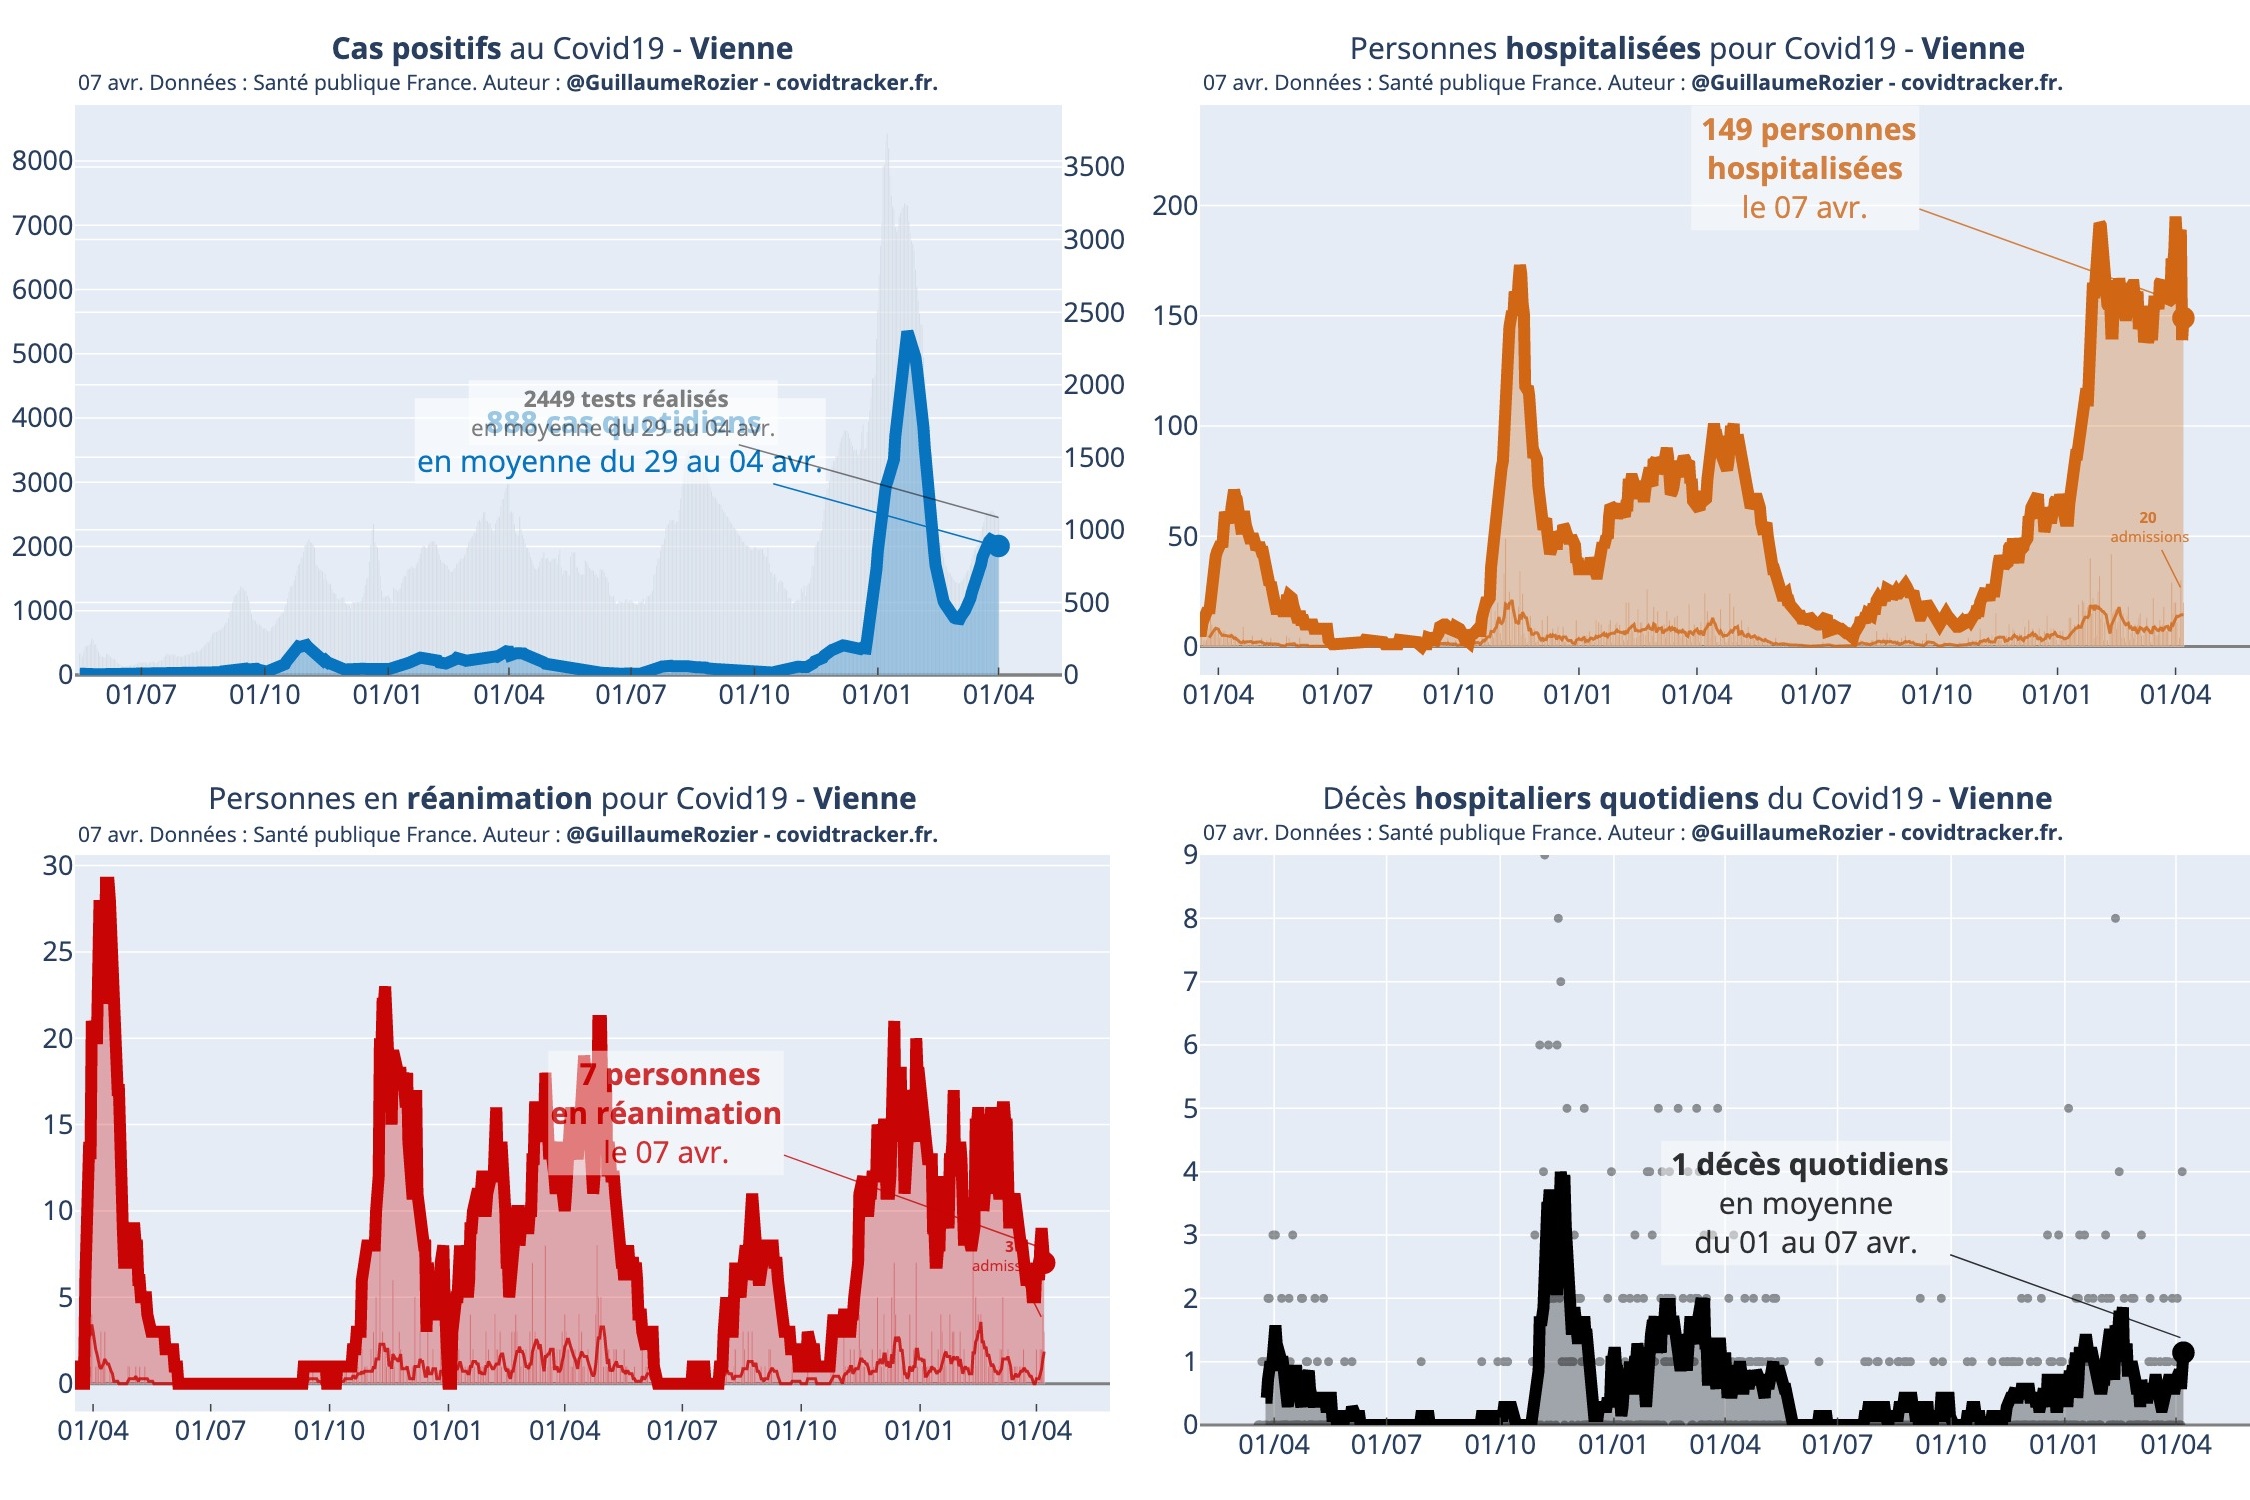 Cas positifs au Covid19 - Vienne
07 avr. Données : Santé publique France. Auteur : @GuillaumeRozier - covidtracker.fr.
8000
7000
6000
5000
4000
3000
2000
1000
0
3500
3000
2500
2000
1500
1000
500
0
2449 tests réalisés
en moyenne du 29 au 04 avr.
888 cas quotidiens
en moyenne du 29 au 04 avr.
01/07 01/10 01/01 01/04 01/07 01/10 01/01 01/04
Personnes hospitalisées pour Covid19 - Vienne
07 avr. Données : Santé publique France. Auteur : @GuillaumeRozier - covidtracker.fr.
149 personnes
hospitalisées
le 07 avr.
200
150
100
50
0
20
admissions
01/04 01/07 01/10 01/01 01/04 01/07 01/10 01/01 01/04
Personnes en réanimation pour Covid19 - Vienne
07 avr. Données : Santé publique France. Auteur : @GuillaumeRozier - covidtracker.fr.
30
25
20
15
10
5
0
7 personnes
en réanimation
le 07 avr.
3
admiss
01/04 01/07 01/10 01/01 01/04 01/07 01/10 01/01 01/04
Décès hospitaliers quotidiens du Covid19 - Vienne
07 avr. Données : Santé publique France. Auteur : @GuillaumeRozier - covidtracker.fr.
9
8
7
6
5
4
3
2
1
0
1 décès quotidiens
en moyenne
du 01 au 07 avr.
01/04 01/07 01/10 01/01 01/04 01/07 01/10 01/01 01/04